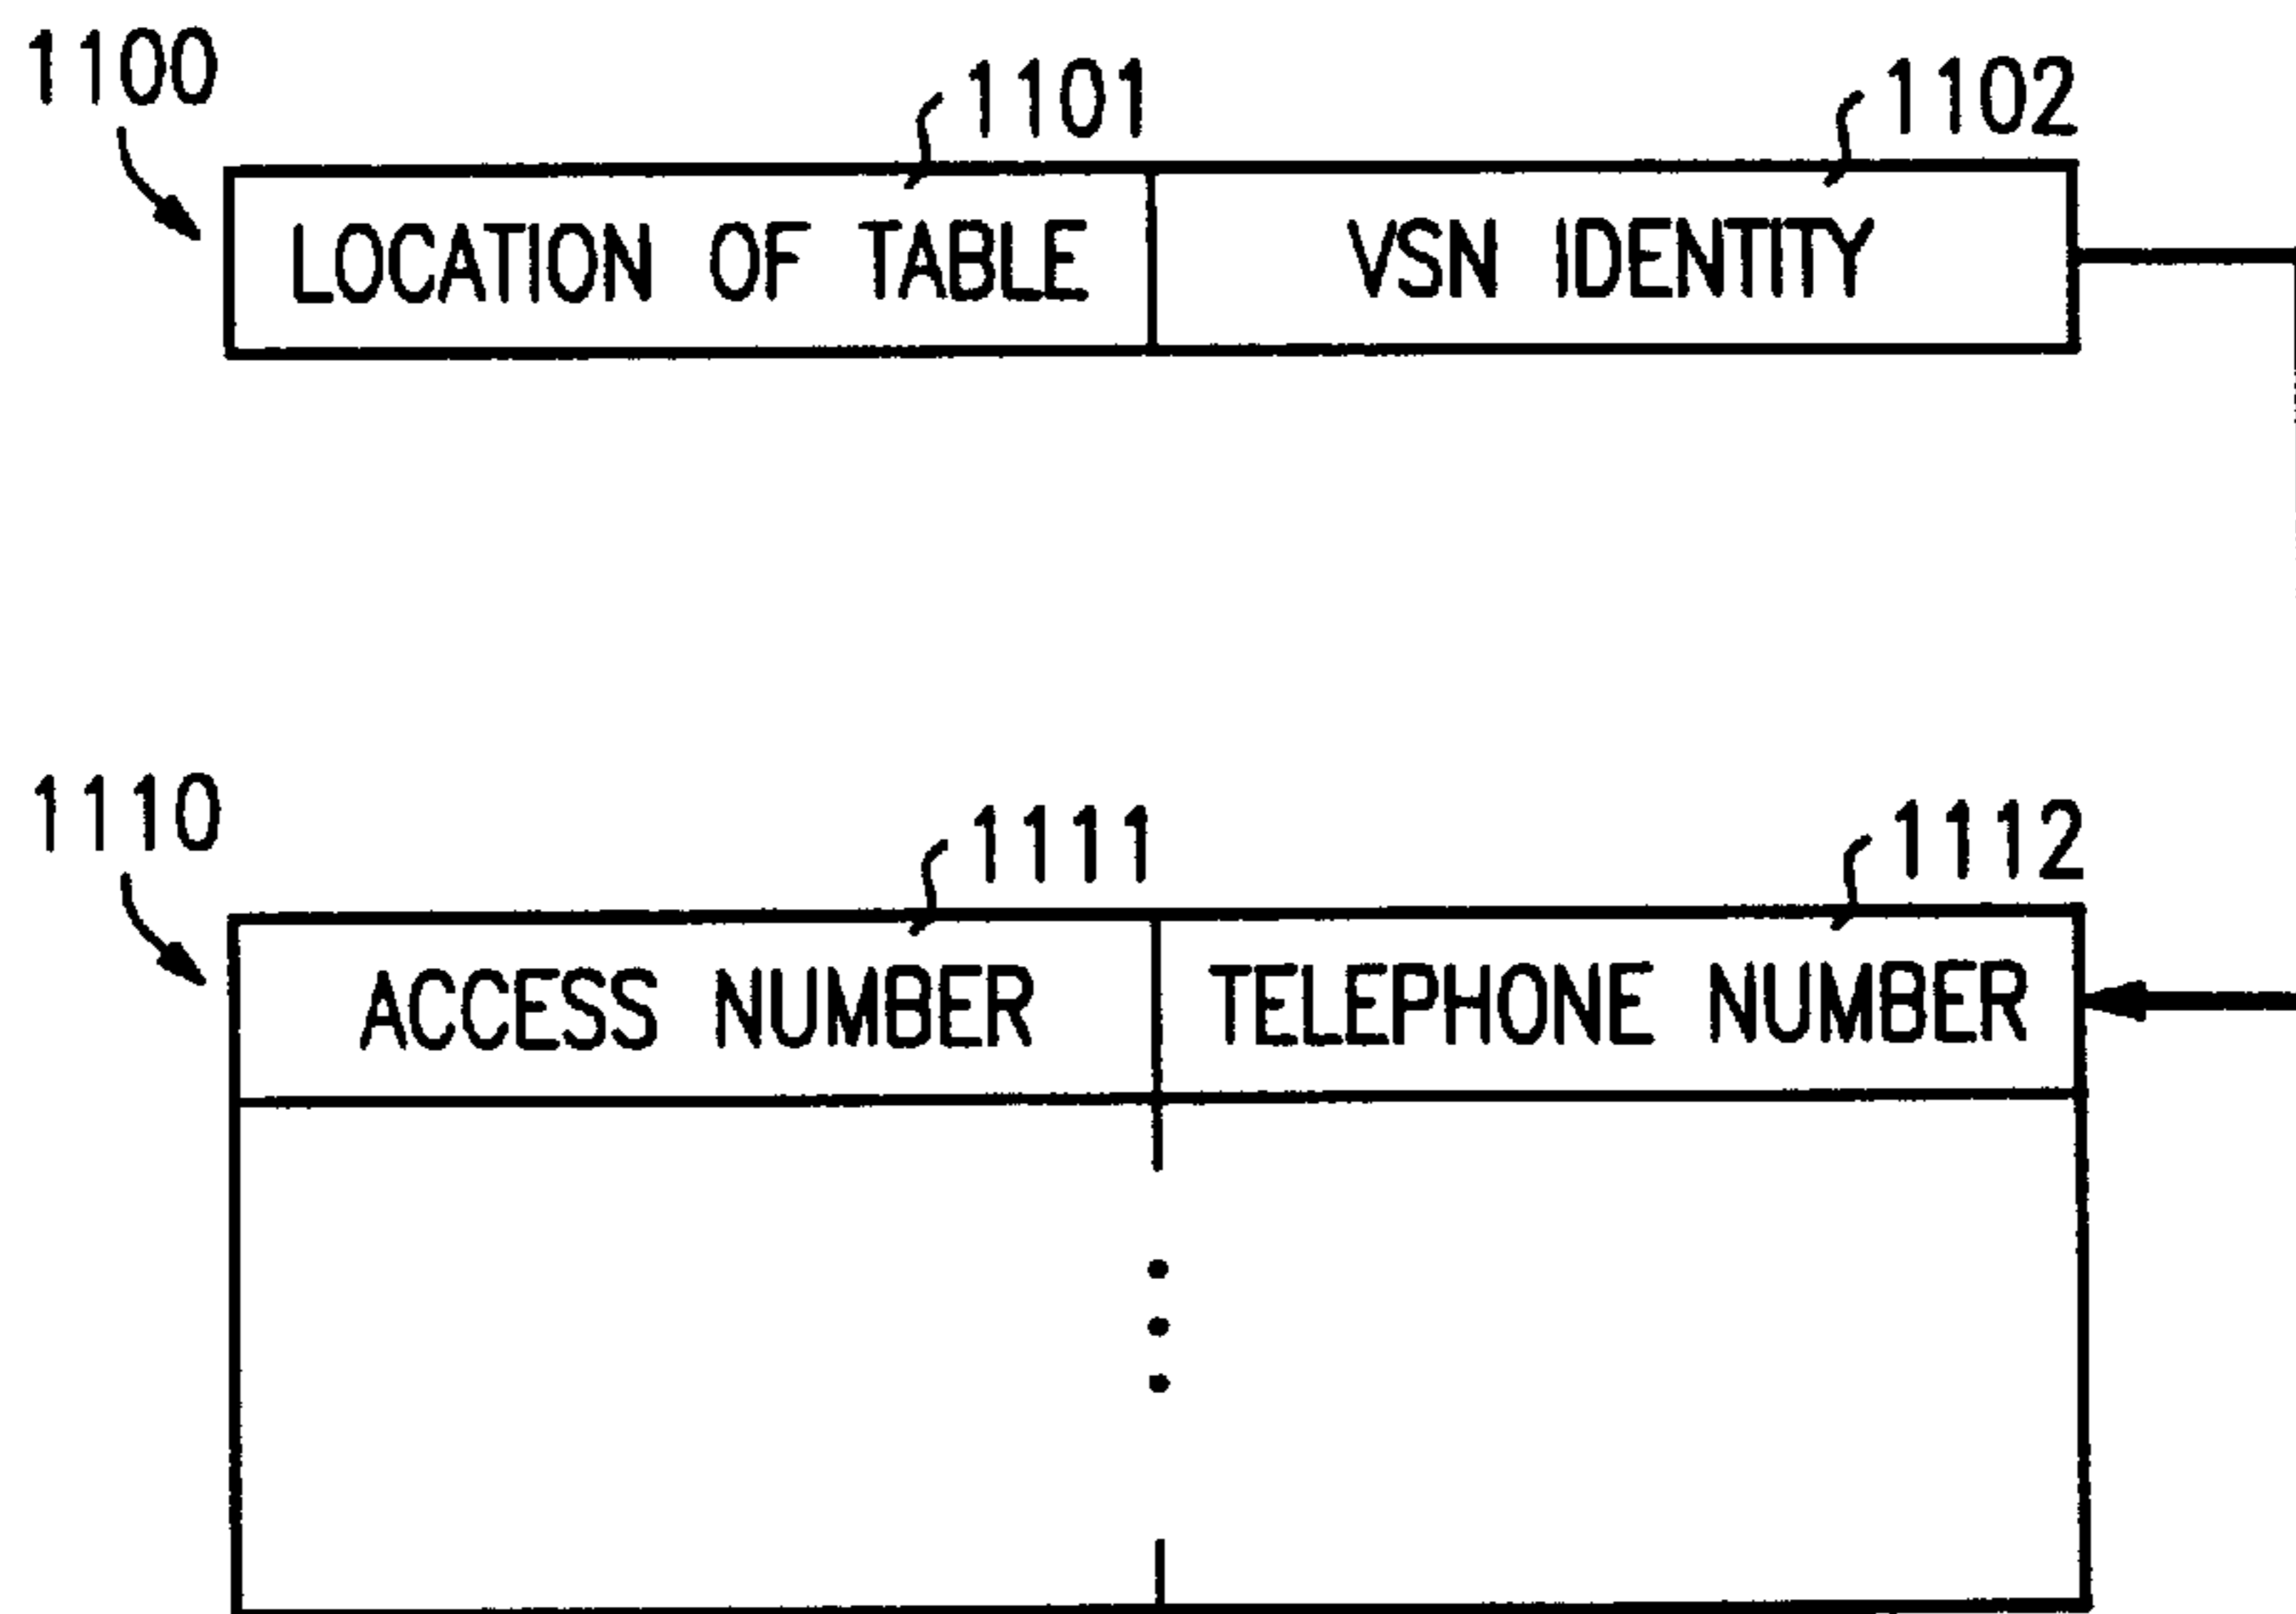 1100
1101 1102
LOCATION OF TABLE VSN IDENTITY
1110
1111 1112
ACCESS NUMBER TELEPHONE NUMBER